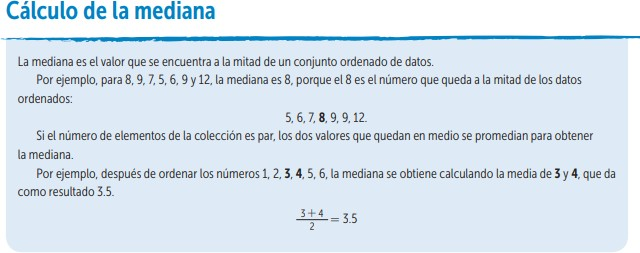 Cálculo de la mediana
La mediana es el valor que se encuentra a la mitad de un conjunto ordenado de datos.
Por ejemplo, para 8, 9, 7, 5, 6, 9 y 12, la mediana es 8, porque el 8 es el número que queda a la mitad de los datos
ordenados:
5, 6, 7, 8, 9, 9, 12.
Si el número de elementos de la colección es par, los dos valores que quedan en medio se promedian para obtener
la mediana.
Por ejemplo, después de ordenar los números 1, 2, 3, 4, 5, 6, la mediana se obtiene calculando la media de 3 y 4, que da
como resultado 3.5.
3 + 4
2
= 3.5